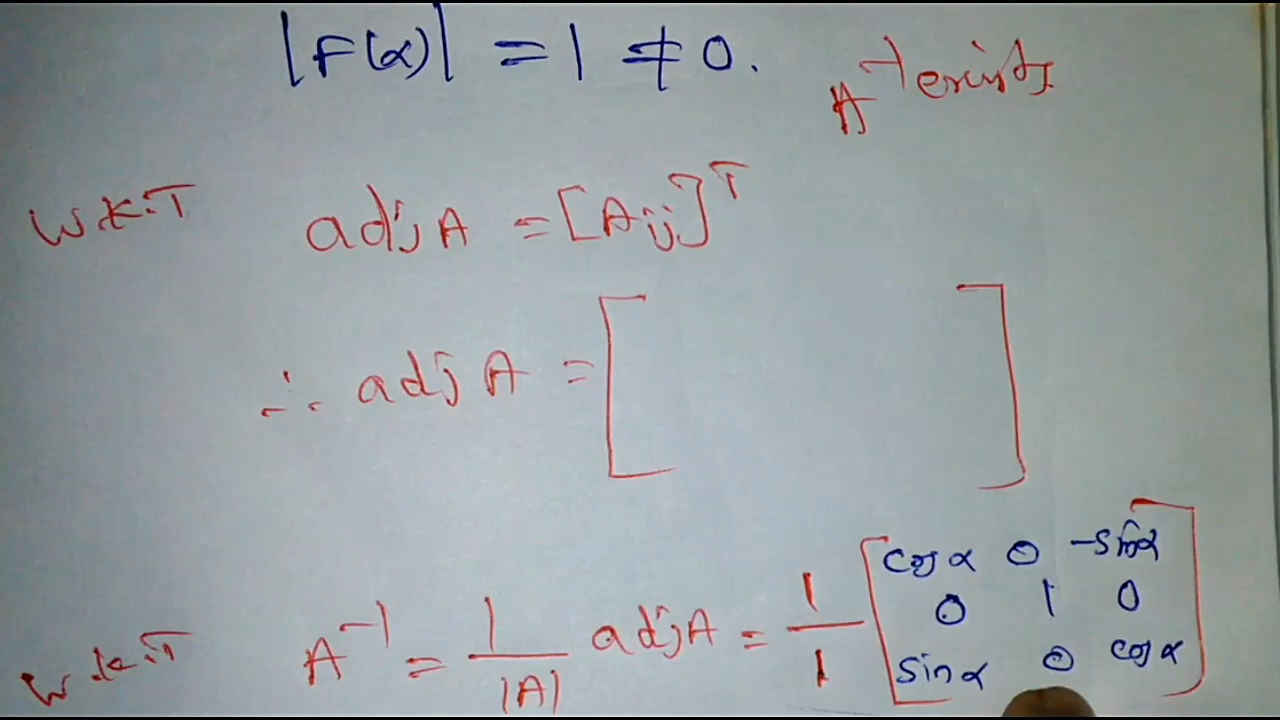 |F(α)| = 1 ≠ 0.
A⁻¹ exists
W.K.T adj A = [Aij]ᵀ
∴ adj A = [ ]
W.K.T A⁻¹ = 1/|A| adj A = 1/1 [cos α 0 -sin α
0 1 0
sin α 0 cos α]